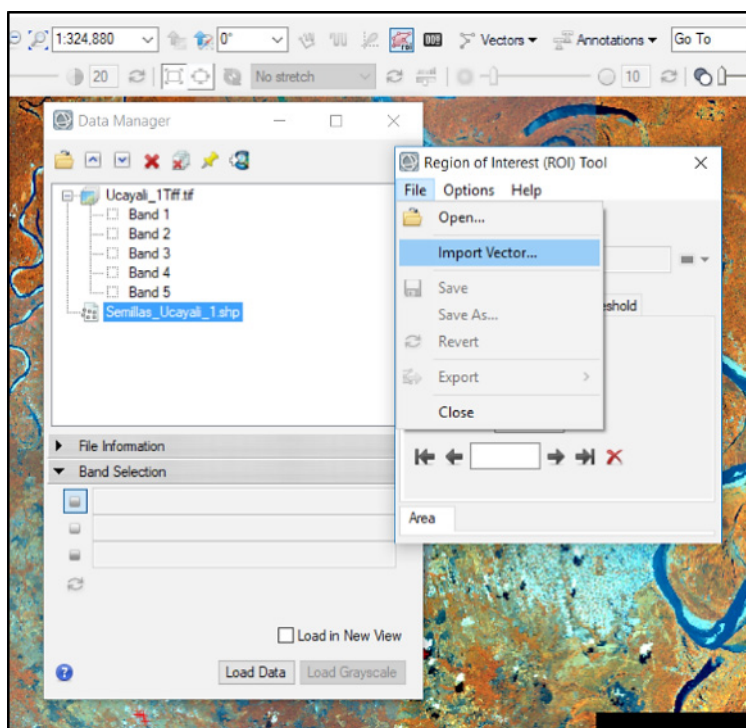 1:324,880
0°
roi
Vectors
Annotations
Go To
20
No stretch
10
Data Manager
Ucayali_1Tiff.tif
Band 1
Band 2
Band 3
Band 4
Band 5
Semillas_Ucayali_1.shp
File Information
Band Selection
Load in New View
Load Data
Load Grayscale
Region of Interest (ROI) Tool
File Options Help
Open...
Import Vector...
Save
Save As...
Revert
Export
Close
eshold
Area